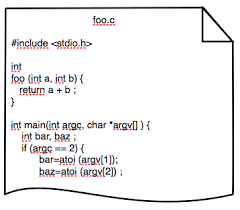 foo.c
#include <stdio.h>
int
foo (int a, int b) {
return a + b ;
}
int main(int argc, char *argv[] ) {
int bar, baz ;
if (argc == 2) {
bar=atoi (argv[1]);
baz=atoi (argv[2]) ;